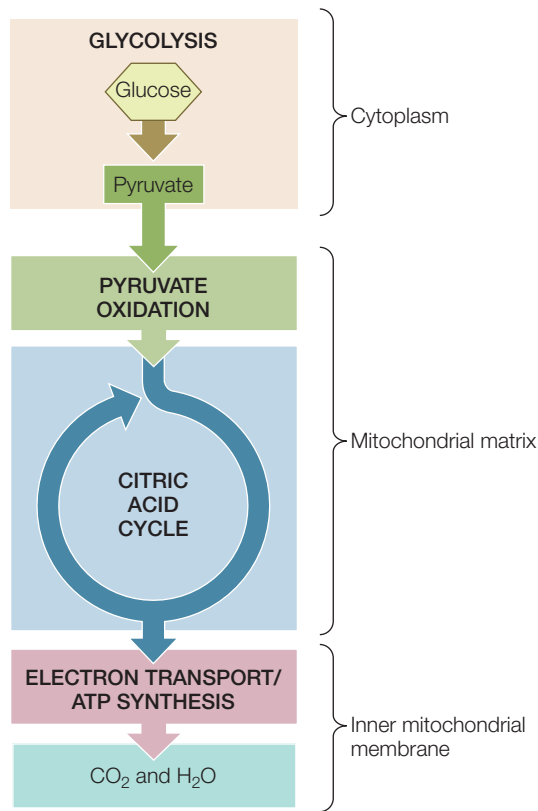 GLYCOLYSIS
Glucose
Pyruvate
Cytoplasm
PYRUVATE
OXIDATION
CITRIC
ACID
CYCLE
Mitochondrial matrix
ELECTRON TRANSPORT/
ATP SYNTHESIS
CO₂ and H₂O
Inner mitochondrial
membrane